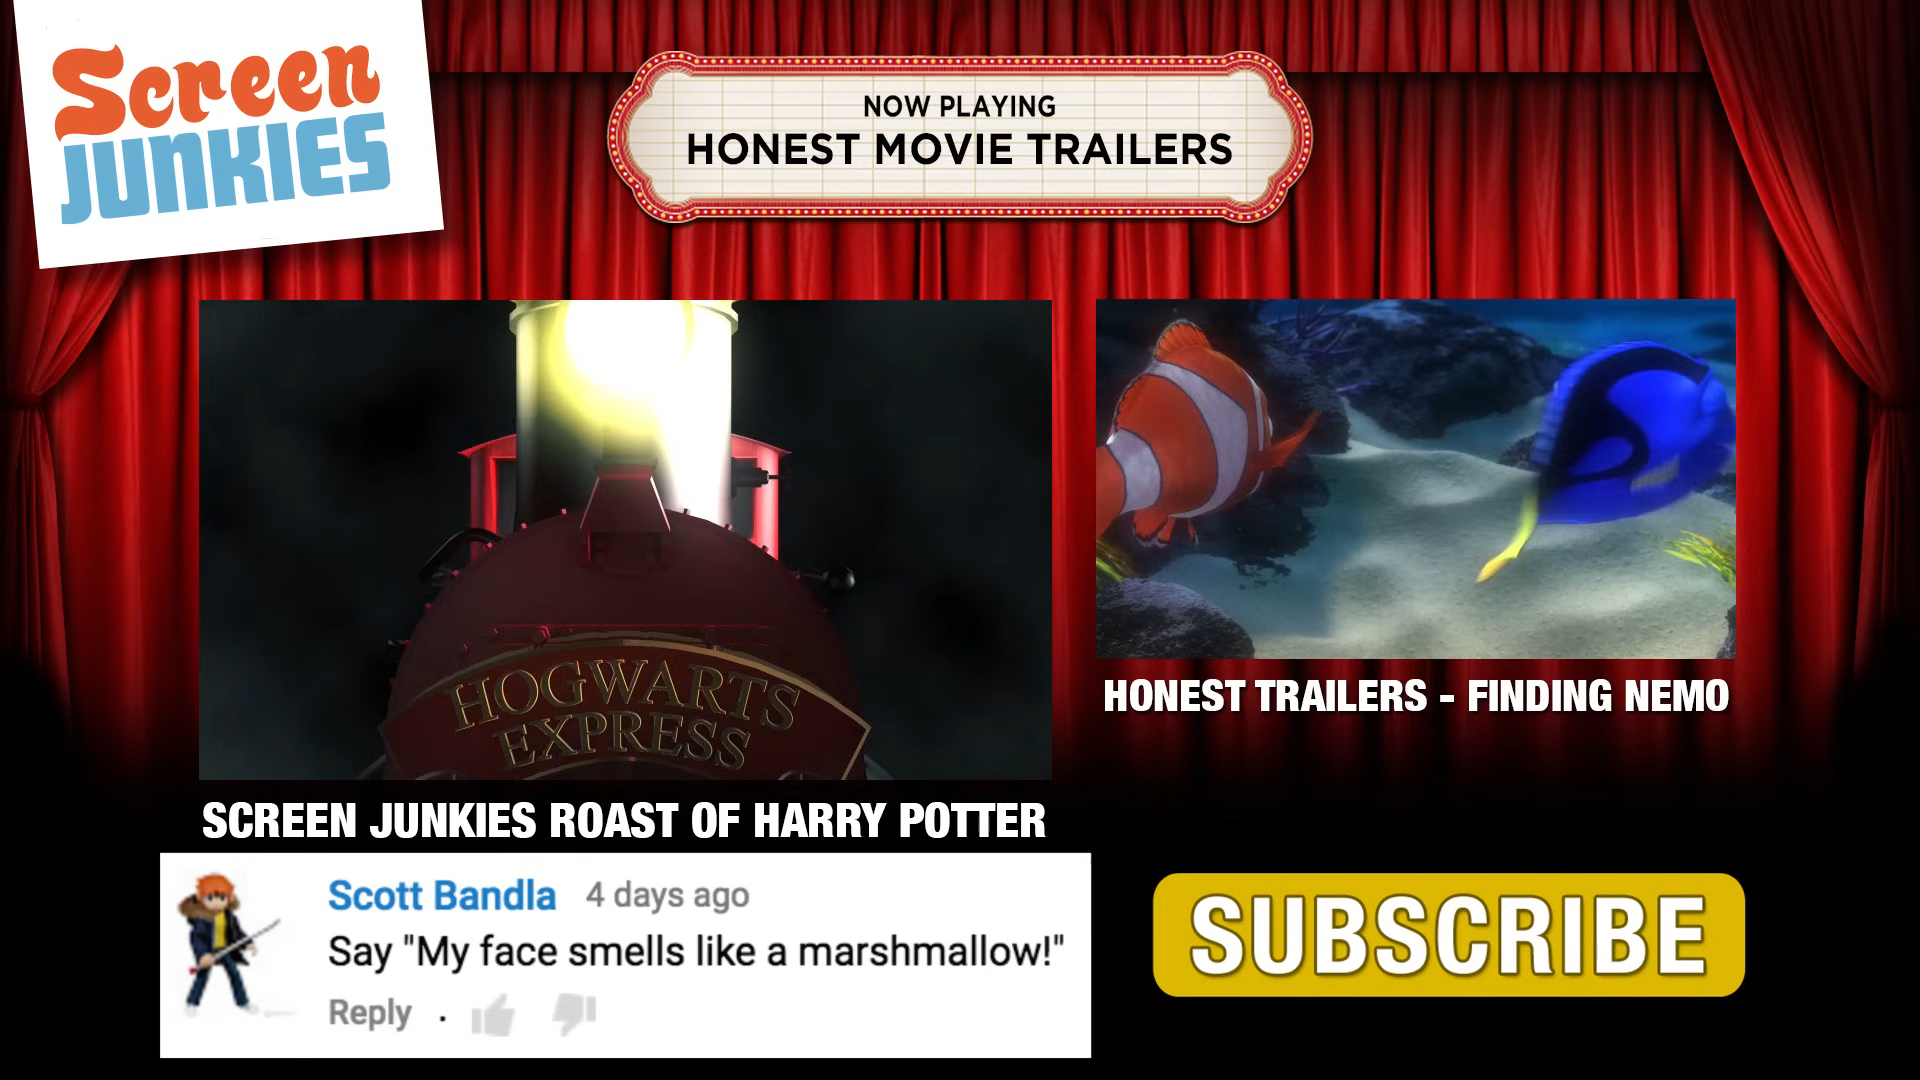 Screen
JUNKIES
NOW PLAYING
HONEST MOVIE TRAILERS
HOGWARTS
EXPRESS
HONEST TRAILERS - FINDING NEMO
SCREEN JUNKIES ROAST OF HARRY POTTER
Scott Bandla 4 days ago
Say "My face smells like a marshmallow!"
Reply .
SUBSCRIBE